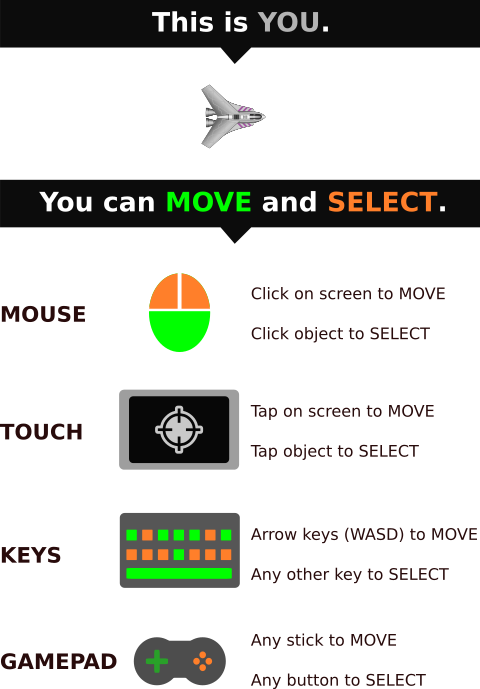 This is YOU.
You can MOVE and SELECT.
MOUSE
Click on screen to MOVE
Click object to SELECT
TOUCH
Tap on screen to MOVE
Tap object to SELECT
KEYS
Arrow keys (WASD) to MOVE
Any other key to SELECT
GAMEPAD
Any stick to MOVE
Any button to SELECT